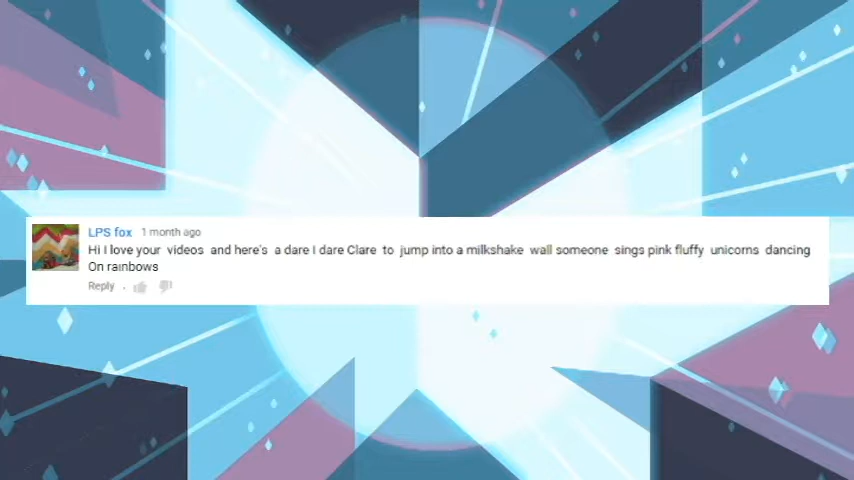 LPS fox 1 month ago
Hi I love your videos and here's a dare I dare Clare to jump into a milkshake wall someone sings pink fluffy unicorns dancing
On rainbows
Reply